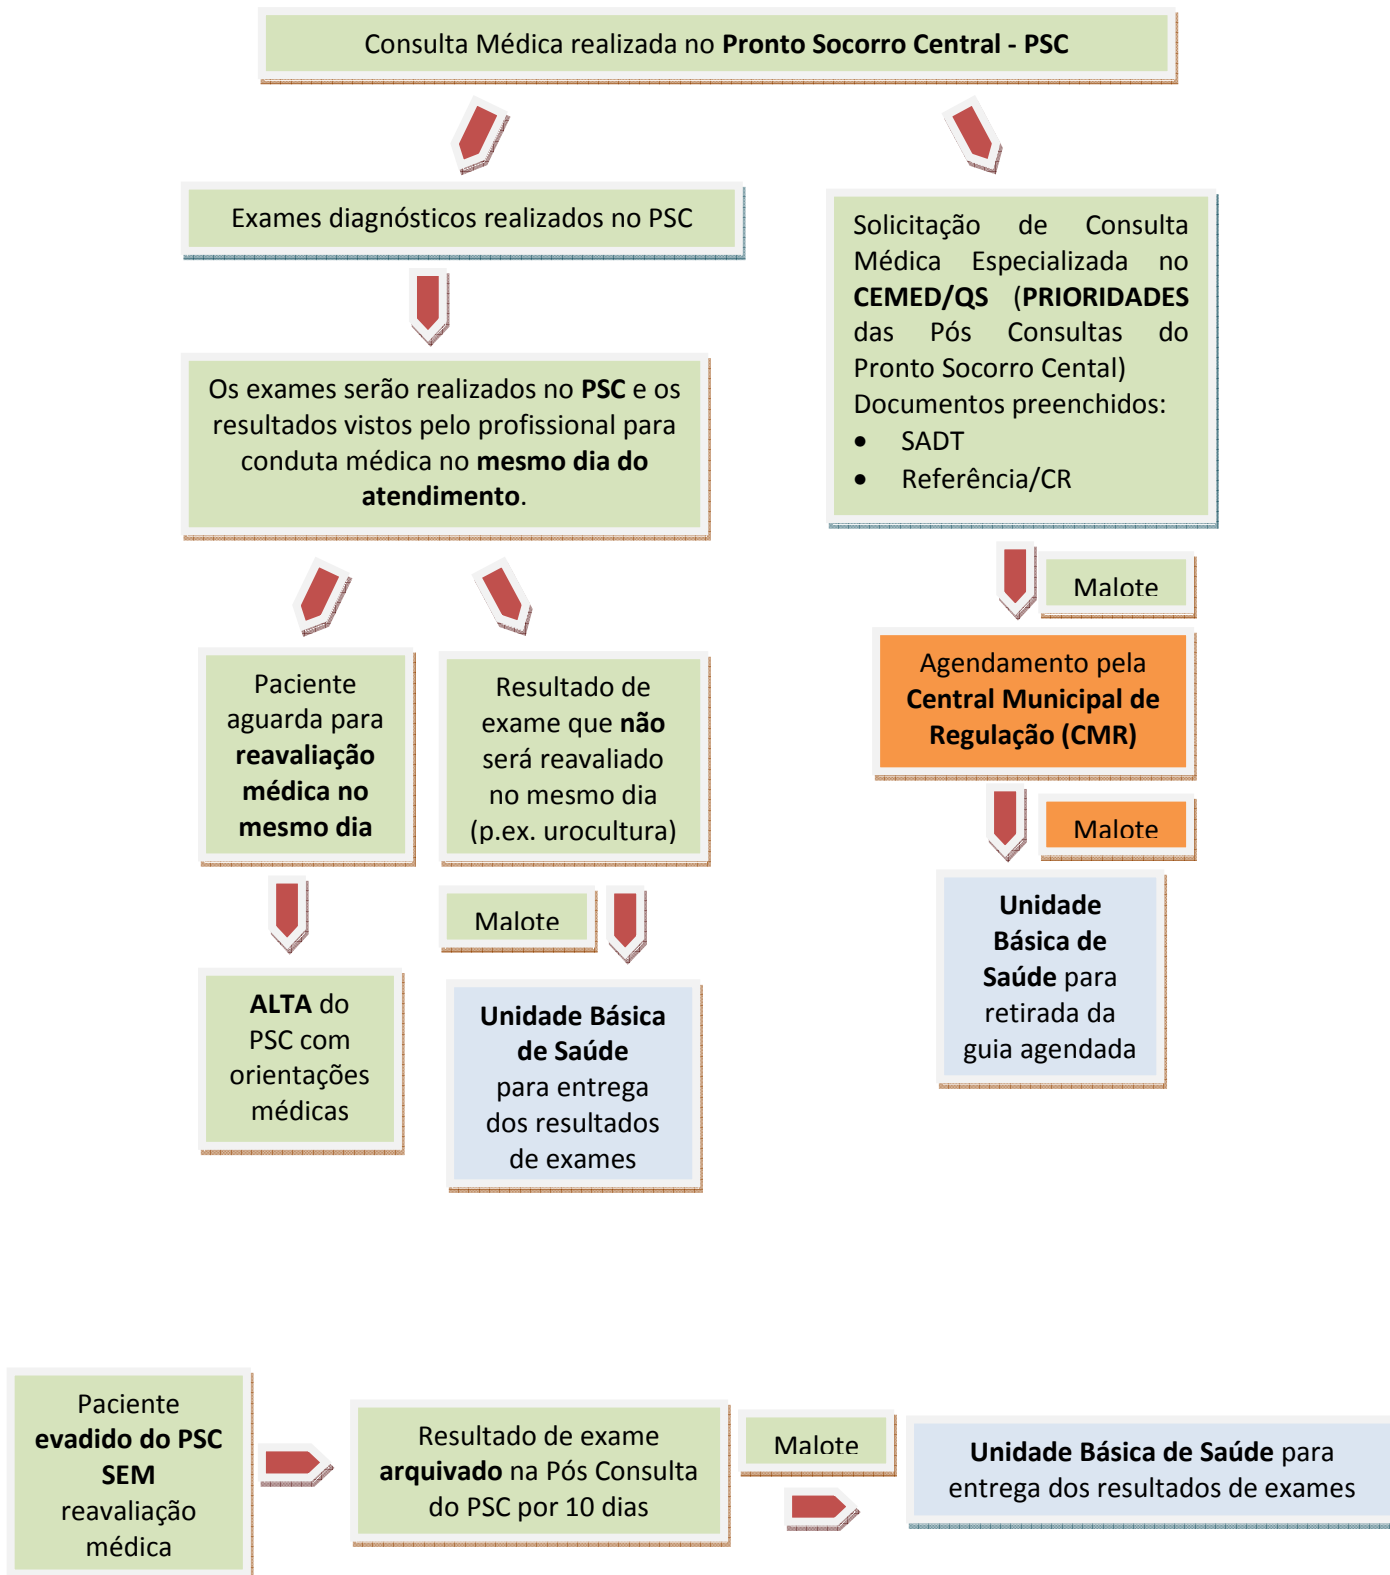 Consulta Médica realizada no Pronto Socorro Central - PSC
Exames diagnósticos realizados no PSC
Os exames serão realizados no PSC e os
resultados vistos pelo profissional para
conduta médica no mesmo dia do
atendimento.
Paciente
aguarda para
reavaliação
médica no
mesmo dia
Resultado de
exame que não
será reavaliado
no mesmo dia
(p.ex. urocultura)
Malote
ALTA do
PSC com
orientações
médicas
Unidade Básica
de Saúde
para entrega
dos resultados
de exames
Solicitação de Consulta
Médica Especializada no
CEMED/QS (PRIORIDADES
das Pós Consultas do
Pronto Socorro Cental)
Documentos preenchidos:
• SADT
• Referência/CR
Malote
Agendamento pela
Central Municipal de
Regulação (CMR)
Malote
Unidade
Básica de
Saúde para
retirada da
guia agendada
Paciente
evadido do PSC
SEM
reavaliação
médica
Resultado de exame
arquivado na Pós Consulta
do PSC por 10 dias
Malote
Unidade Básica de Saúde para
entrega dos resultados de exames